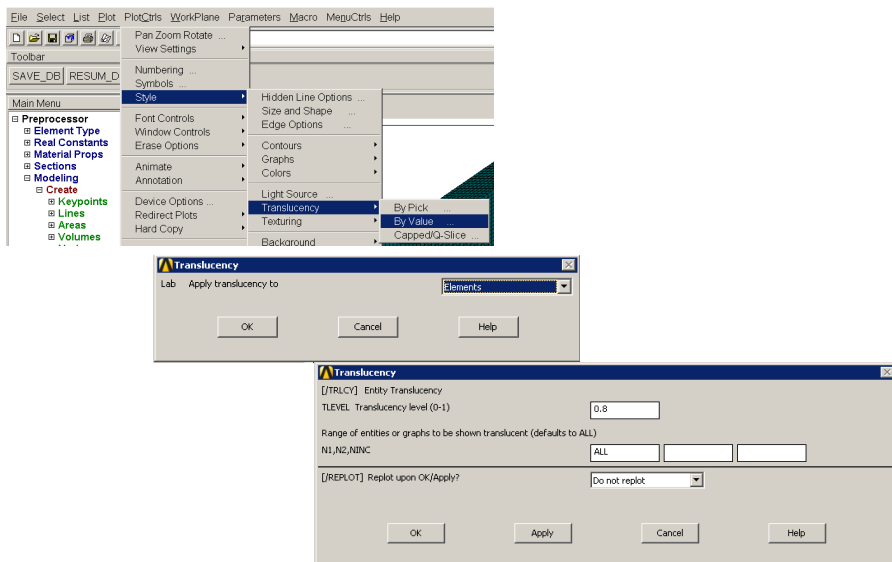 File Select List Plot PlotCtrls WorkPlane Parameters Macro MenuCtrls Help
Toolbar
SAVE_DB RESUM_D
Main Menu
Preprocessor
Element Type
Real Constants
Material Props
Sections
Modeling
Create
Keypoints
Lines
Areas
Volumes
Pan Zoom Rotate ...
View Settings
Numbering ...
Symbols ...
Style
Font Controls
Window Controls
Erase Options
Animate
Annotation
Device Options ...
Redirect Plots
Hard Copy
Hidden Line Options ...
Size and Shape ...
Edge Options ...
Contours
Graphs
Colors
Light Source ...
Translucency
Texturing
Background
By Pick ...
By Value ...
Capped/Q-Slice ...
Translucency
Lab Apply translucency to Elements
OK Cancel Help
Translucency
[/TRLCY] Entity Translucency
TLEVEL Translucency level (0-1) 0.8
Range of entities or graphs to be shown translucent (defaults to ALL)
N1,N2,NINC ALL
[/REPLOT] Replot upon OK/Apply? Do not replot
OK Apply Cancel Help